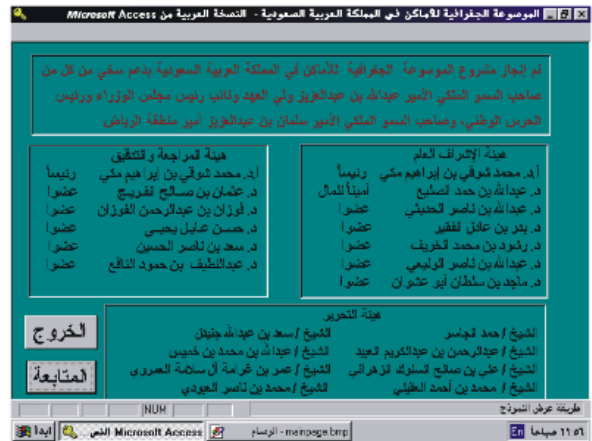 الموسوعة الجغرافية للأماكن في المملكة العربية السعودية - النسخة العربية من Microsoft Access
تم إنجاز مشروع الموسوعة الجغرافية للأماكن في المملكة العربية السعودية بدعم سخي من كل من
صاحب السمو الملكي الأمير عبدالله بن عبدالعزيز ولي العهد ونائب رئيس مجلس الوزراء ورئيس
الحرس الوطني، وصاحب السمو الملكي الأمير سلمان بن عبدالعزيز أمير منطقة الرياض
هيئة الإشراف العام
أ.د. محمد شوقي بن إبراهيم مكي رئيساً
د. عبدالله بن حمد الصليع أميناً للمال
د. عبدالله بن ناصر الحديثي عضوا
د. بدر بن عادل الفقير عضوا
د. رشود بن محمد الخريف عضوا
د. عبدالله بن ناصر الوليعي عضوا
د. ماجد بن سلطان أبو عشوان عضوا
هيئة المراجعة والتدقيق
أ.د. محمد شوقي بن إبراهيم مكي رئيساً
د. عثمان بن صالح الفريح عضوا
د. فوزان بن عبدالرحمن الفوزان عضوا
د. حسن عايل يحيى عضوا
د. سعد بن ناصر الحسين عضوا
د. عبداللطيف بن حمود النافع عضوا
هيئة التحرير
الشيخ / حمد الجاسر الشيخ / سعد بن عبدالله جنيدل
الشيخ / عبدالرحمن بن عبدالكريم العبيد الشيخ / عبدالله بن محمد بن خميس
الشيخ / علي بن صالح السلوك الزهراني الشيخ / عمر بن غرامة آل سلامة العمروي
الشيخ / محمد بن أحمد العقيلي الشيخ / محمد بن ناصر العبودي
الخروج
المتابعة
طريقة عرض النموذج NUM
ابدأ Microsoft Access - الن mainpage.bmp - الرسام En ١١:٥٦ صباحاً